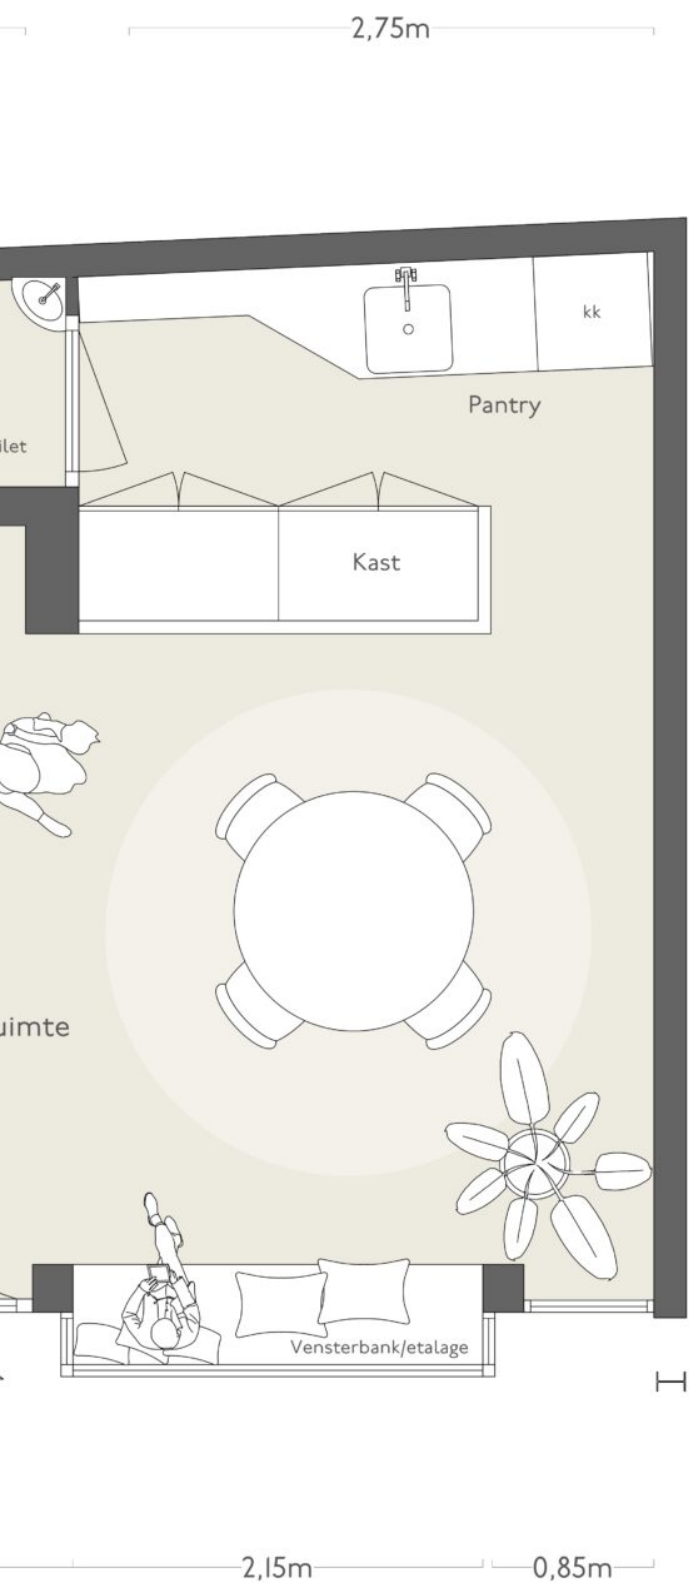 2,75m
kk
Pantry
ilet
Kast
uimte
Vensterbank/etalage
2,15m
0,85m